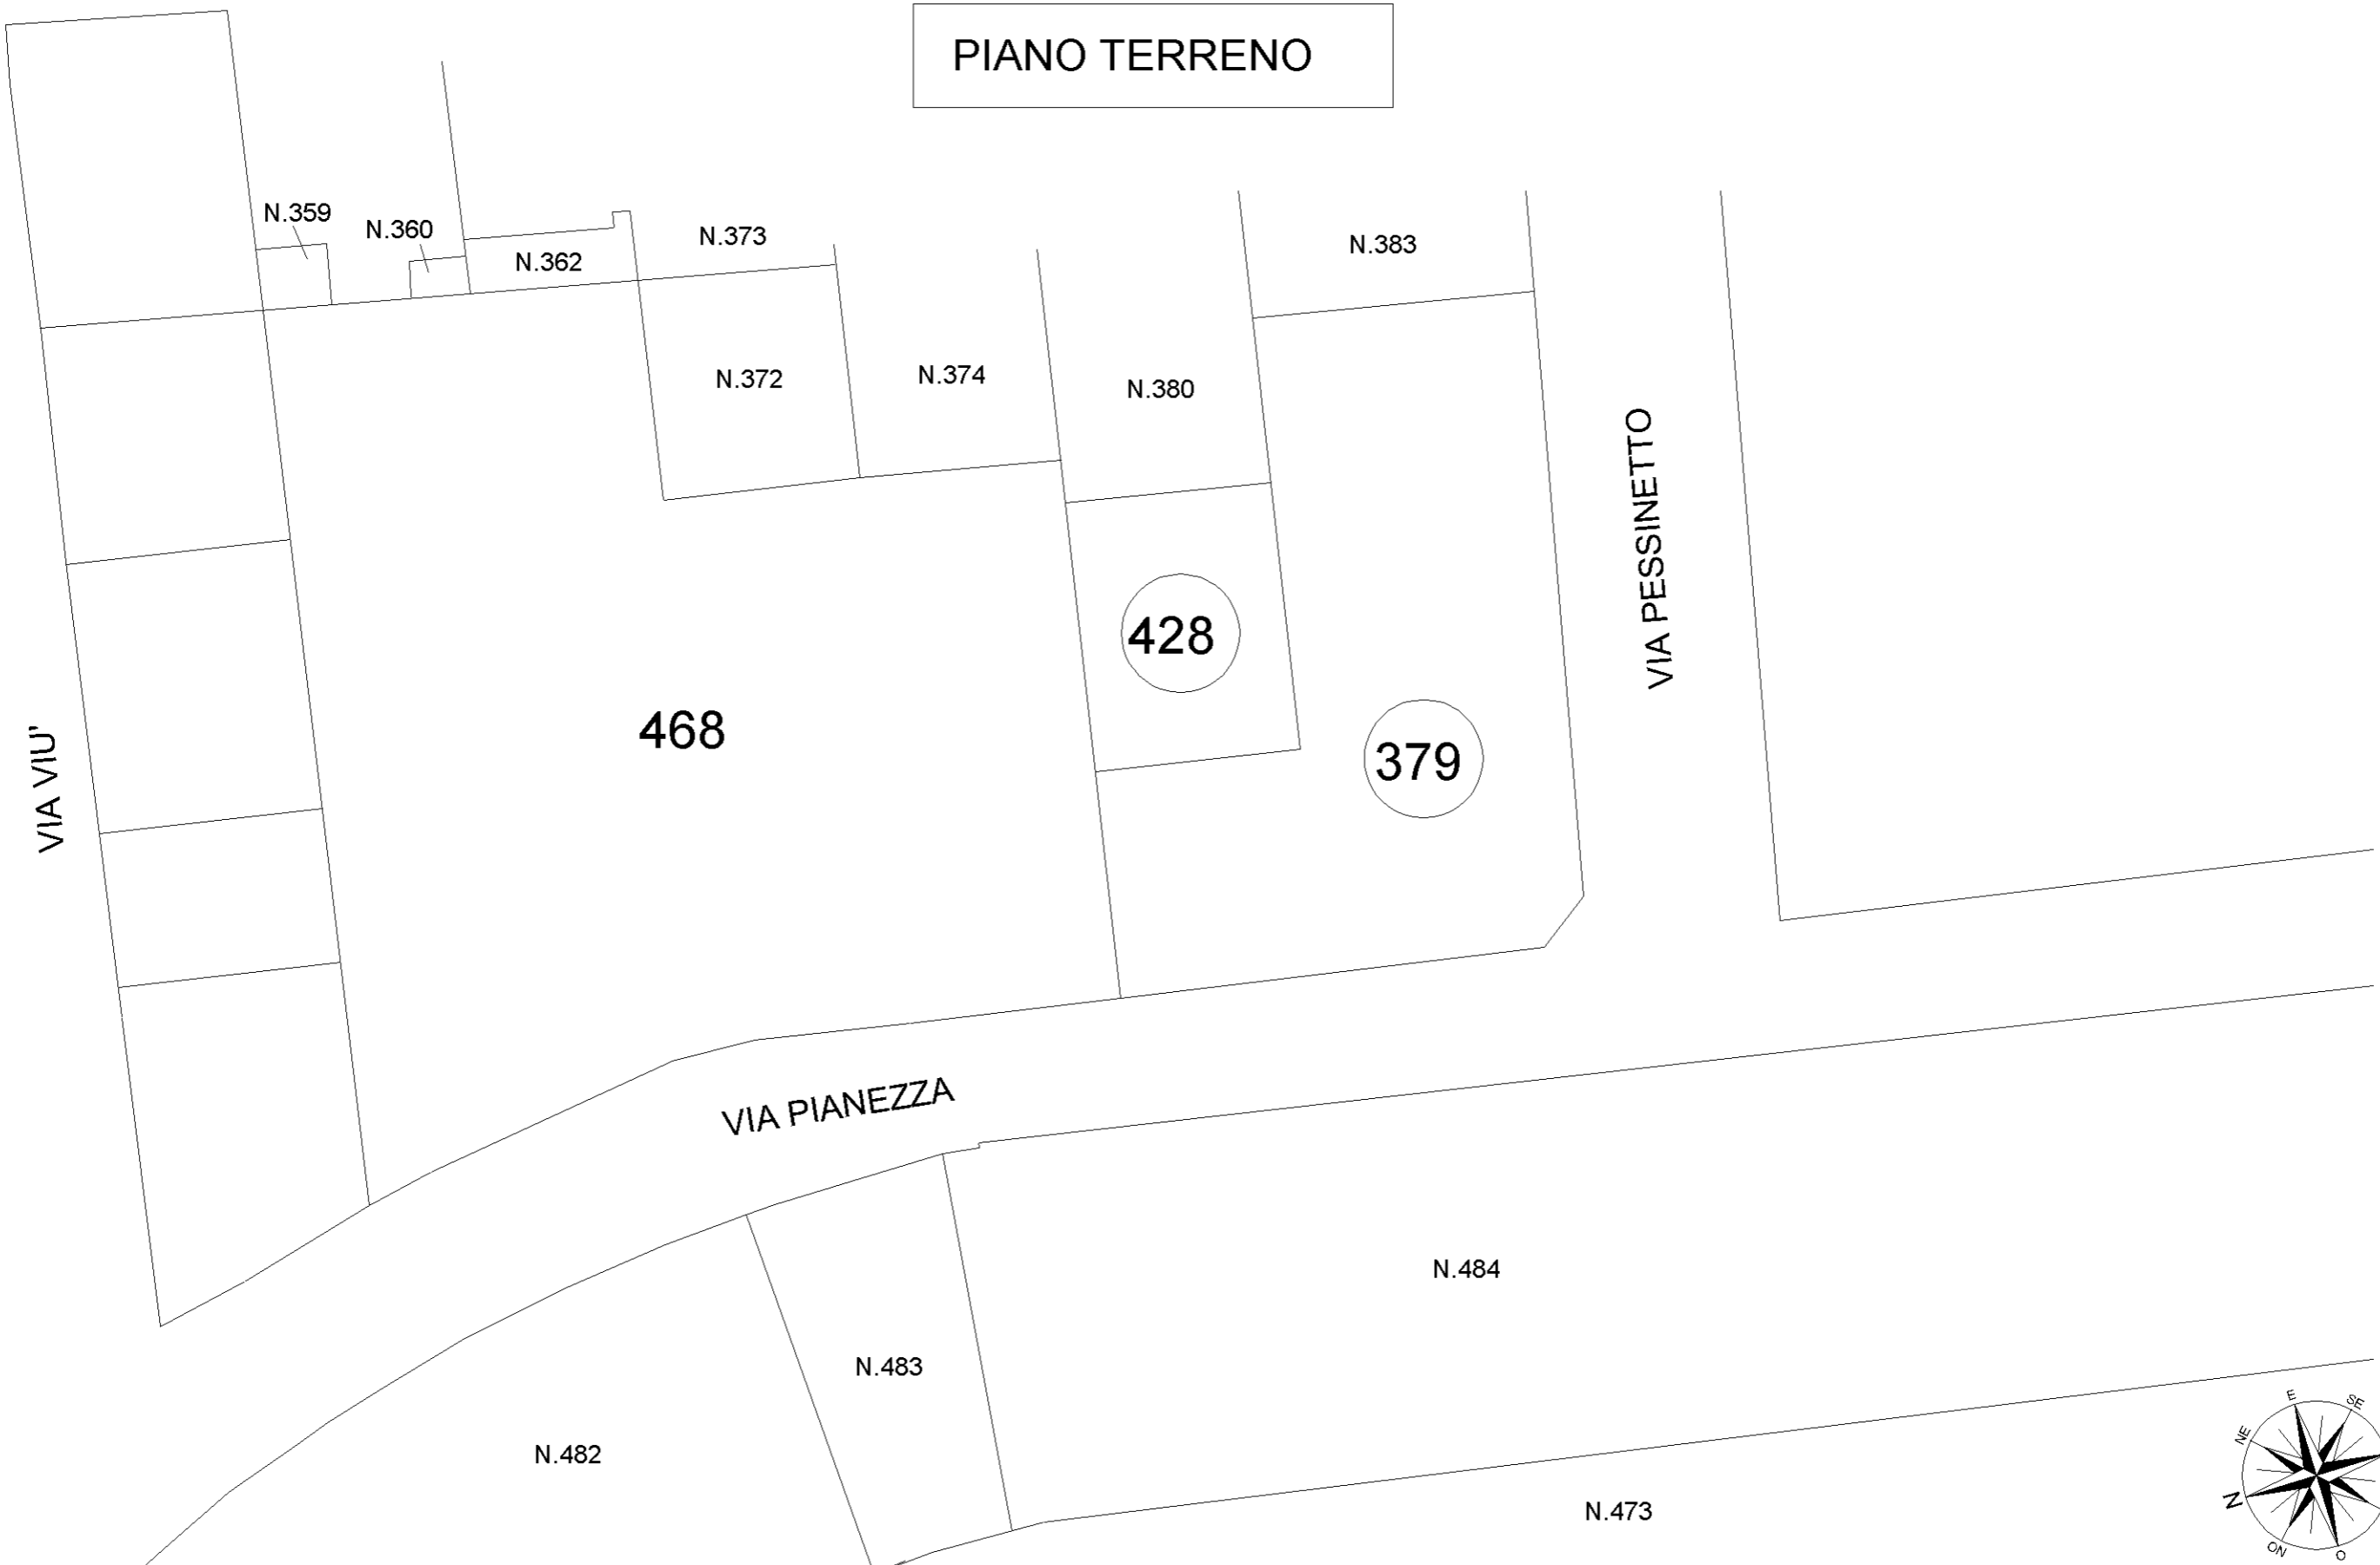 PIANO TERRENO
N.359
N.360
N.362
N.373
N.383
N.372
N.374
N.380
VIA PESSINETTO
428
468
379
VIA VIU'
VIA PIANEZZA
N.484
N.483
N.482
N.473
E
SE
NE
N
ON
O